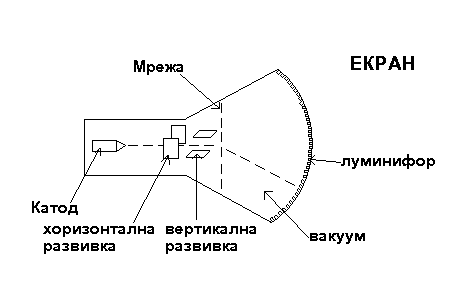 ЕКРАН
Мрежа
луминифор
Катод
хоризонтална
развивка
вертикална
развивка
вакуум